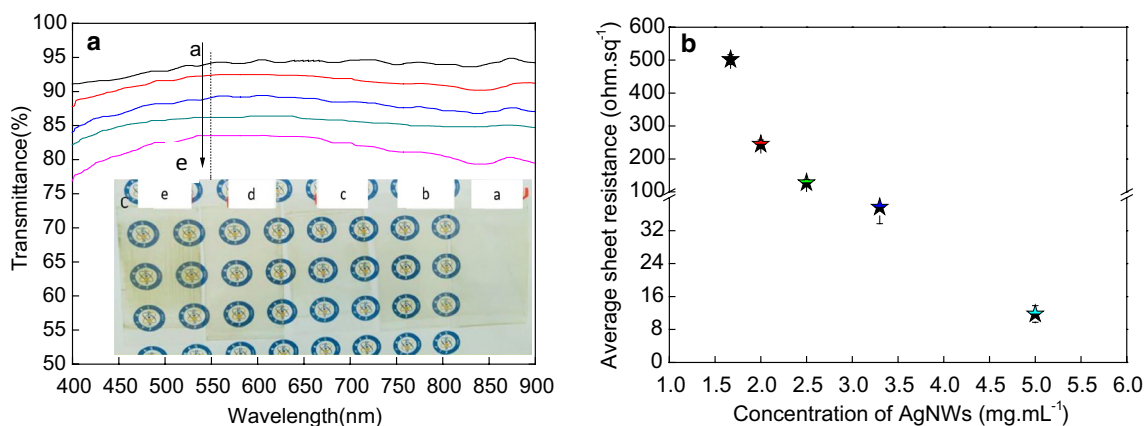 a
Transmittance(%)
100
95
90
85
80
75
70
65
60
55
50
a
e
c
e
d
c
b
a
400 450 500 550 600 650 700 750 800 850 900
Wavelength(nm)
b
Average sheet resistance (ohm.sq⁻¹)
600
500
400
300
200
100
32
24
16
8
0
1.0 1.5 2.0 2.5 3.0 3.5 4.0 4.5 5.0 5.5 6.0
Concentration of AgNWs (mg.mL⁻¹)